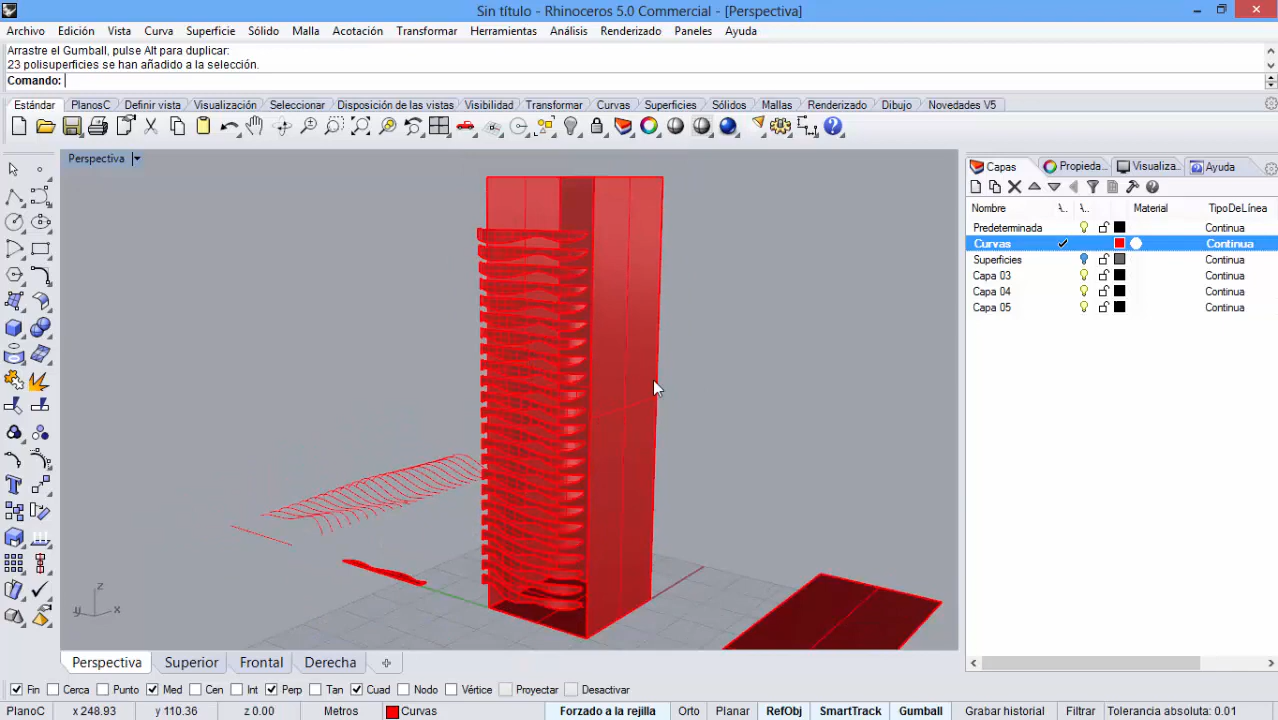 Sin título - Rhinoceros 5.0 Commercial - [Perspectiva]
Archivo Edición Vista Curva Superficie Sólido Malla Acotación Transformar Herramientas Análisis Renderizado Paneles Ayuda
Arrastre el Gumball, pulse Alt para duplicar:
23 polisuperficies se han añadido a la selección.
Comando:
Estándar PlanosC Definir vista Visualización Seleccionar Disposición de las vistas Visibilidad Transformar Curvas Superficies Sólidos Mallas Renderizado Dibujo Novedades V5
Perspectiva
Capas Propieda... Visualiza... Ayuda
Nombre \.. \.. Material TipoDeLínea
Predeterminada Continua
Curvas Continua
Superficies Continua
Capa 03 Continua
Capa 04 Continua
Capa 05 Continua
z
y x
Perspectiva Superior Frontal Derecha
Fin Cerca Punto Med Cen Int Perp Tan Cuad Nodo Vértice Proyectar Desactivar
PlanoC x 248.93 y 110.36 z 0.00 Metros Curvas Forzado a la rejilla Orto Planar RefObj SmartTrack Gumball Grabar historial Filtrar Tolerancia absoluta: 0.01